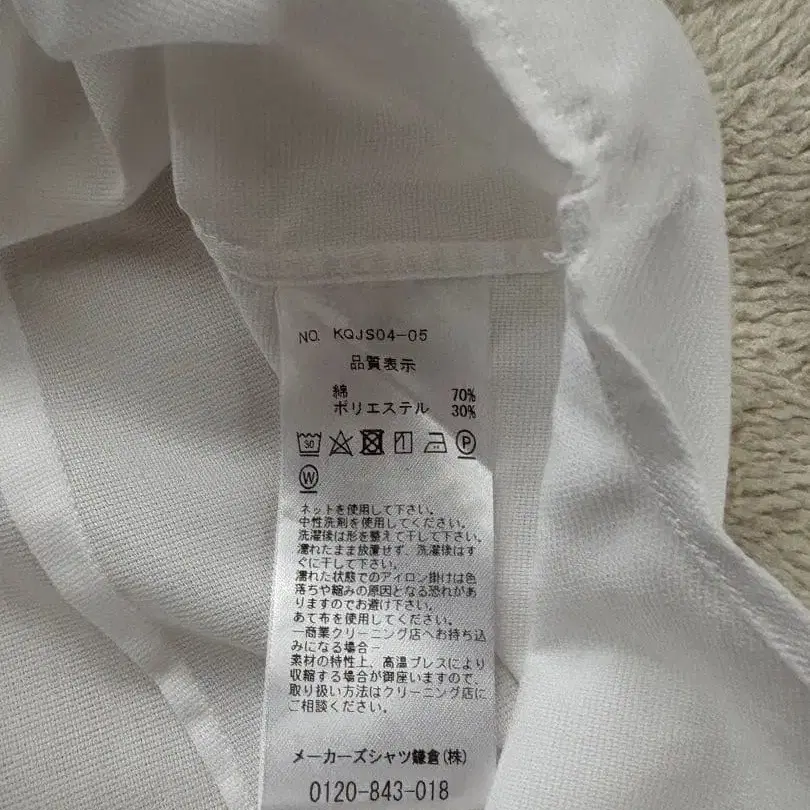 NO. KQJS04-05
品質表示
綿 70%
ポリエステル 30%
P
W
ネットを使用して下さい。
中性洗剤を使用してください。
洗濯後は形を整えて干して下さい。
濡れたまま放置せず、洗濯後はす
ぐに干して下さい。
濡れた状態でのアイロン掛けは色
落ちや縮みの原因となる恐れがあ
りますのでお避け下さい。
あて布を使用してください。
－商業クリーニング店へお持ち込
みになる場合－
素材の特性上、高温プレスにより
収縮する場合が御座いますので、
取り扱い方法はクリーニング店に
ご相談ください。
メーカーズシャツ鎌倉(株)
0120-843-018